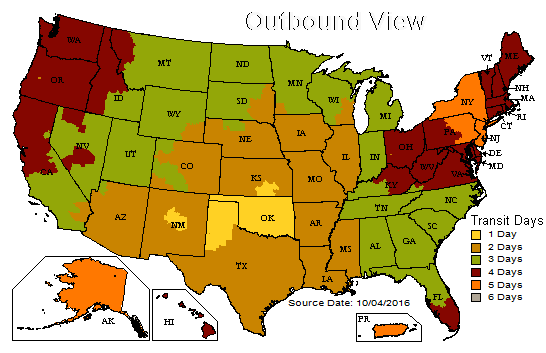 Outbound View
WA
VT
ME
MT
ND
OR
MN
NH
ID
SD
WI
NY
MA
WY
MI
RI
CT
IA
PA
NE
NJ
NV
OH
IN
IL
DE
UT
CO
WV
MD
CA
VA
KS
MO
KY
NC
TN
OK
AZ
NM
AR
SC
Transit Days
1 Day
2 Days
3 Days
4 Days
5 Days
6 Days
MS
AL
GA
TX
LA
FL
Source Date: 10/04/2016
AK
HI
PR